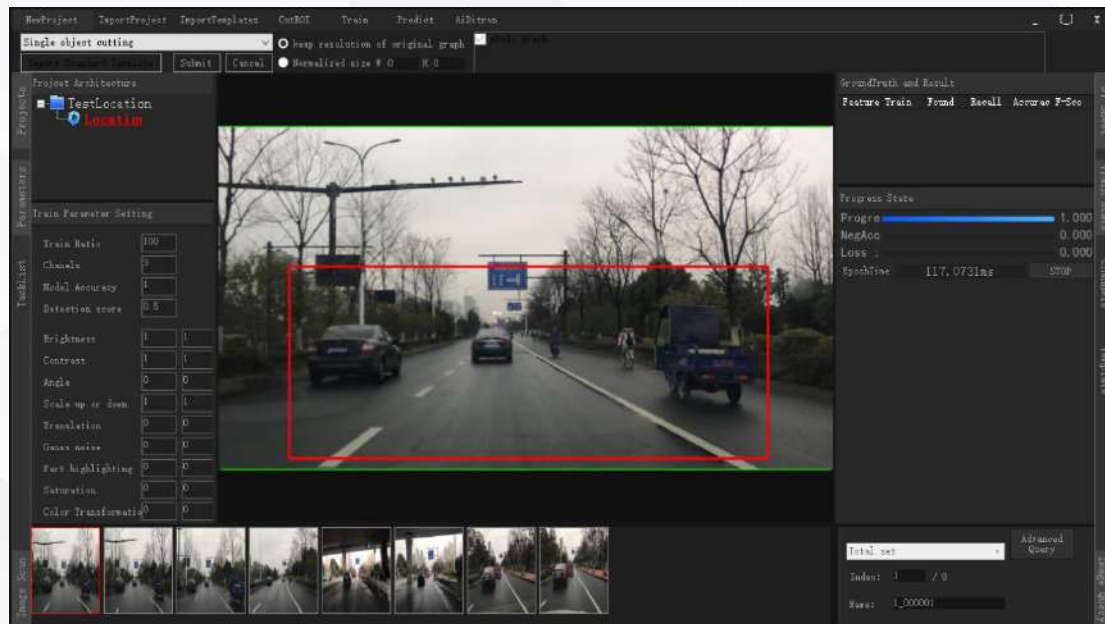 NewProject ImportProject ImportTemplates CutROI Train Predict AiDitron
Single object cutting
keep resolution of original graph
Submit Cancel
Normalized size W 0 H 0
Projects
Project Architecture
TestLocation
Location
Parameters
Train Parameter Setting
Train Ratio 100
Chanels 3
Model Accuracy 1
Detection score 0.5
Brightness 1 1
Contrast 1 1
Angle 0 0
Scale up or down 1 1
Translation 0 0
Gauss noise 0 0
Part highlighting 0 0
Saturation 0 0
Color Transformatio 0 0
Tasklist
GroundTruth and Result
Feature Train Found Recall Accurac F-Sco
Progress State
Progre 1.000
NegAcc 0.000
Loss : 0.000
EpochTime 117.0731ms STOP
Image Scan
Total set
Advanced Query
Index: 1 / 0
Name: 1_000001